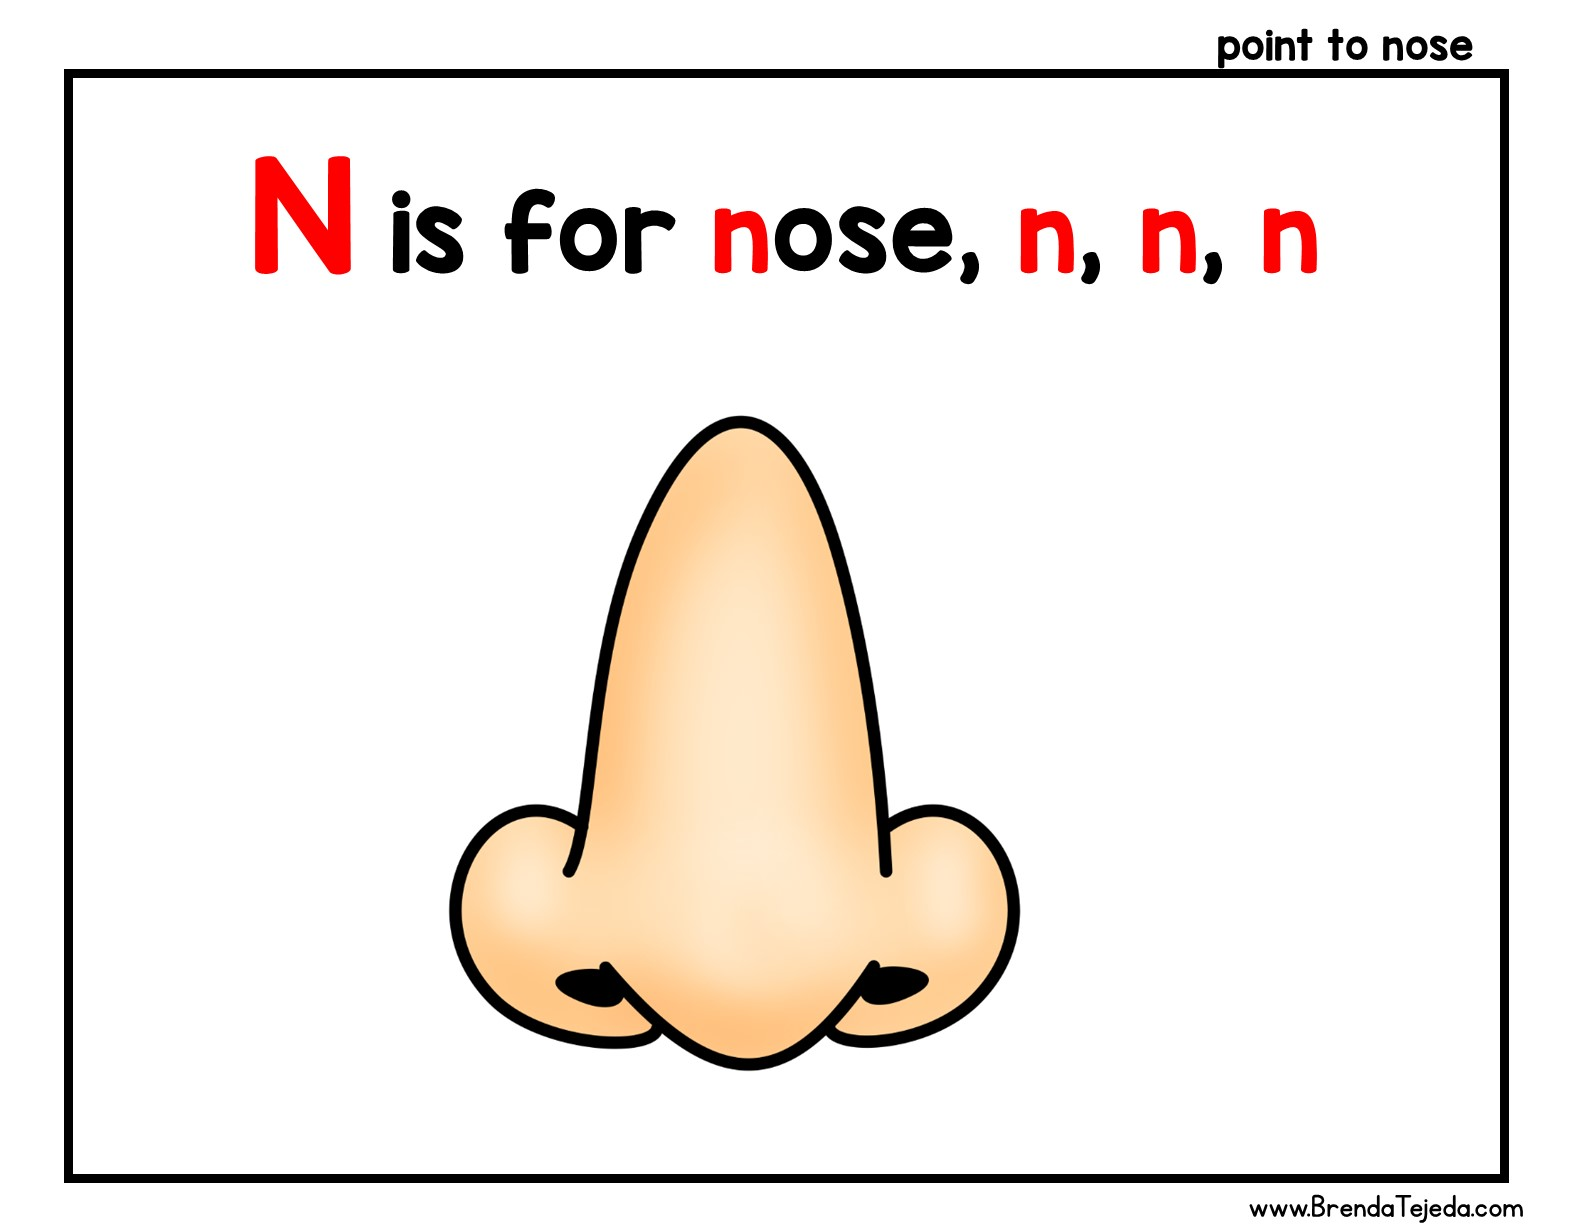 point to nose
N is for nose, n, n, n
www.BrendaTejeda.com